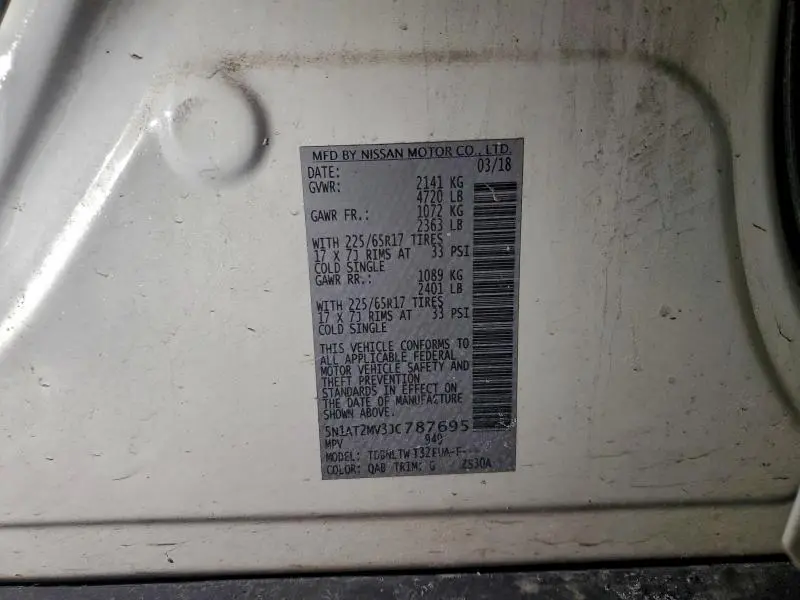 MFD BY NISSAN MOTOR CO., LTD.
DATE: 03/18
GVWR: 2141 KG
4720 LB
GAWR FR.: 1072 KG
2363 LB
WITH 225/65R17 TIRES
17 X 7J RIMS AT 33 PSI
COLD SINGLE
GAWR RR.: 1089 KG
2401 LB
WITH 225/65R17 TIRES
17 X 7J RIMS AT 33 PSI
COLD SINGLE
THIS VEHICLE CONFORMS TO
ALL APPLICABLE FEDERAL
MOTOR VEHICLE SAFETY AND
THEFT PREVENTION
STANDARDS IN EFFECT ON
THE DATE OF MANUFACTURE
SHOWN ABOVE.
5N1AT2MV3JC787695
MPV 949
MODEL:
COLOR: QAB TRIM: G 2S30A